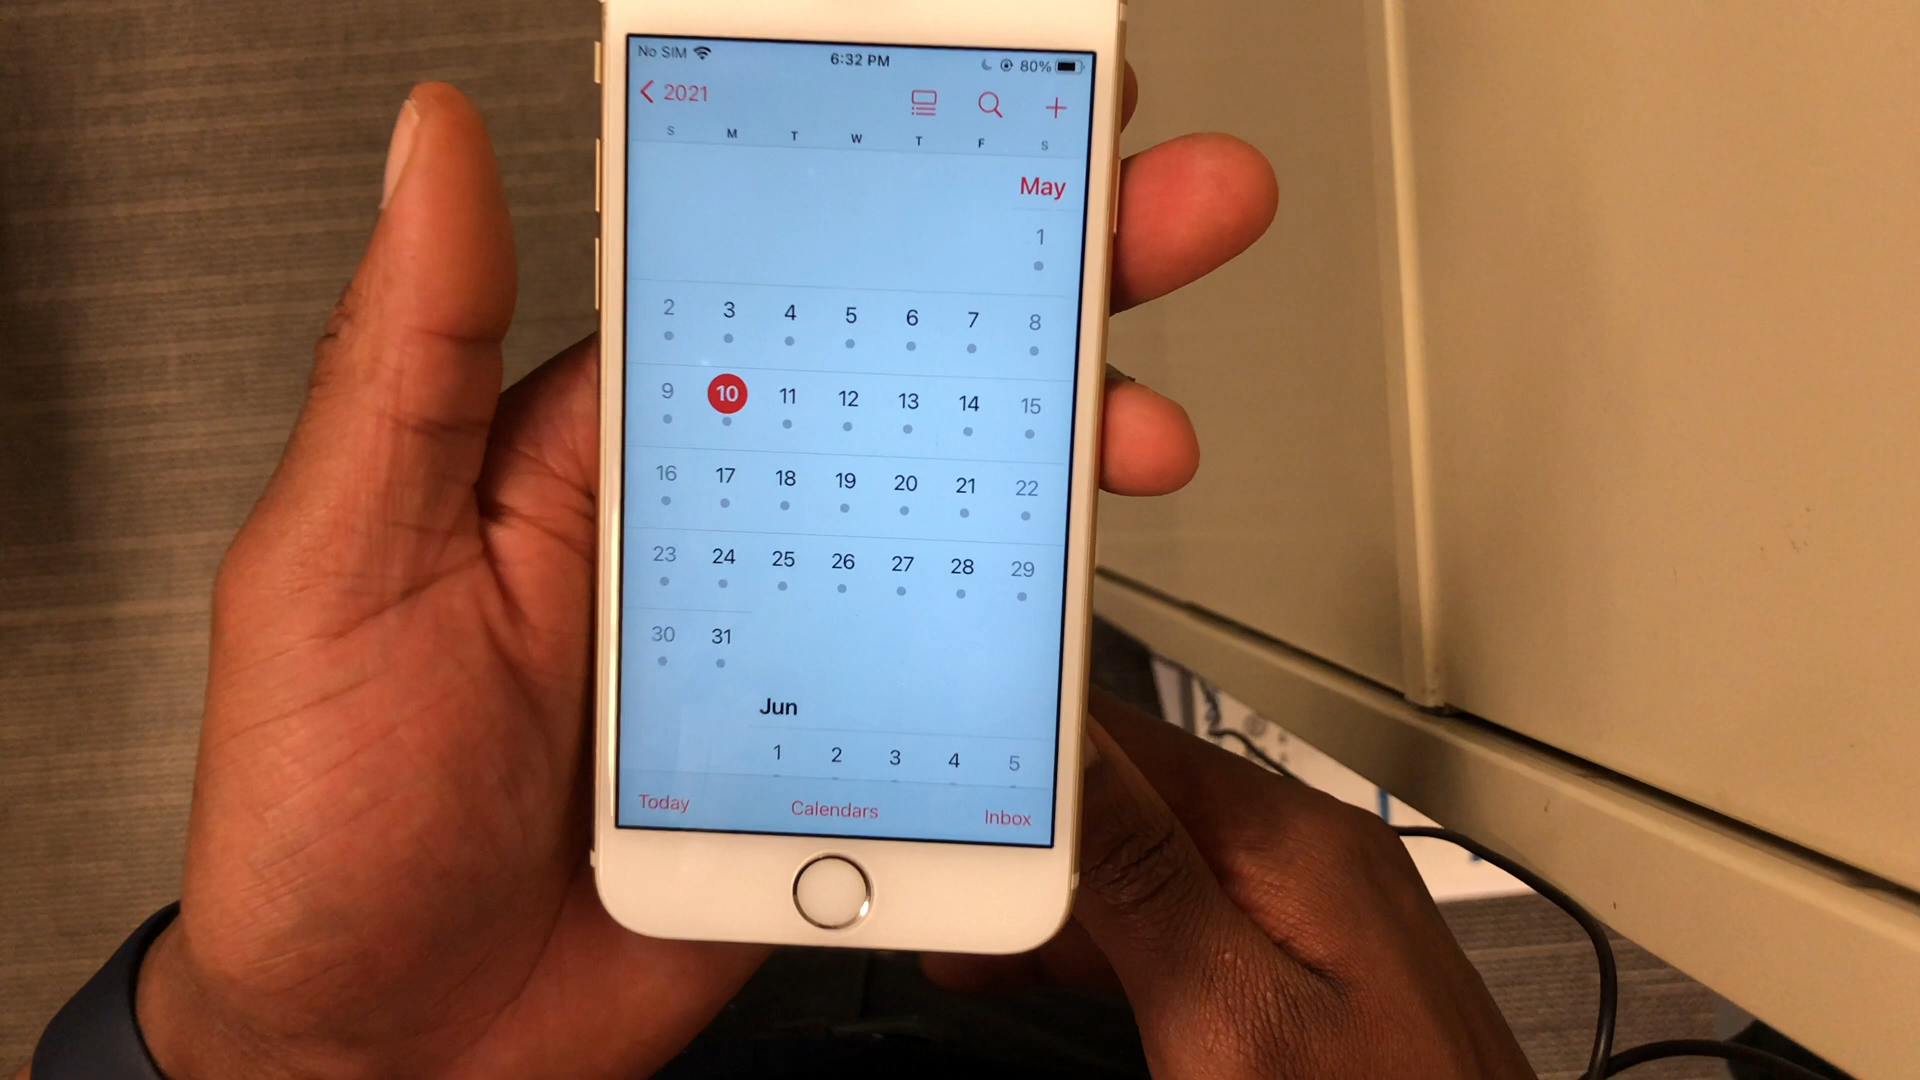 No SIM 6:32 PM 80%
2021
S M T W T F S
May
1
2 3 4 5 6 7 8
9 10 11 12 13 14 15
16 17 18 19 20 21 22
23 24 25 26 27 28 29
30 31
Jun
1 2 3 4 5
Today Calendars Inbox